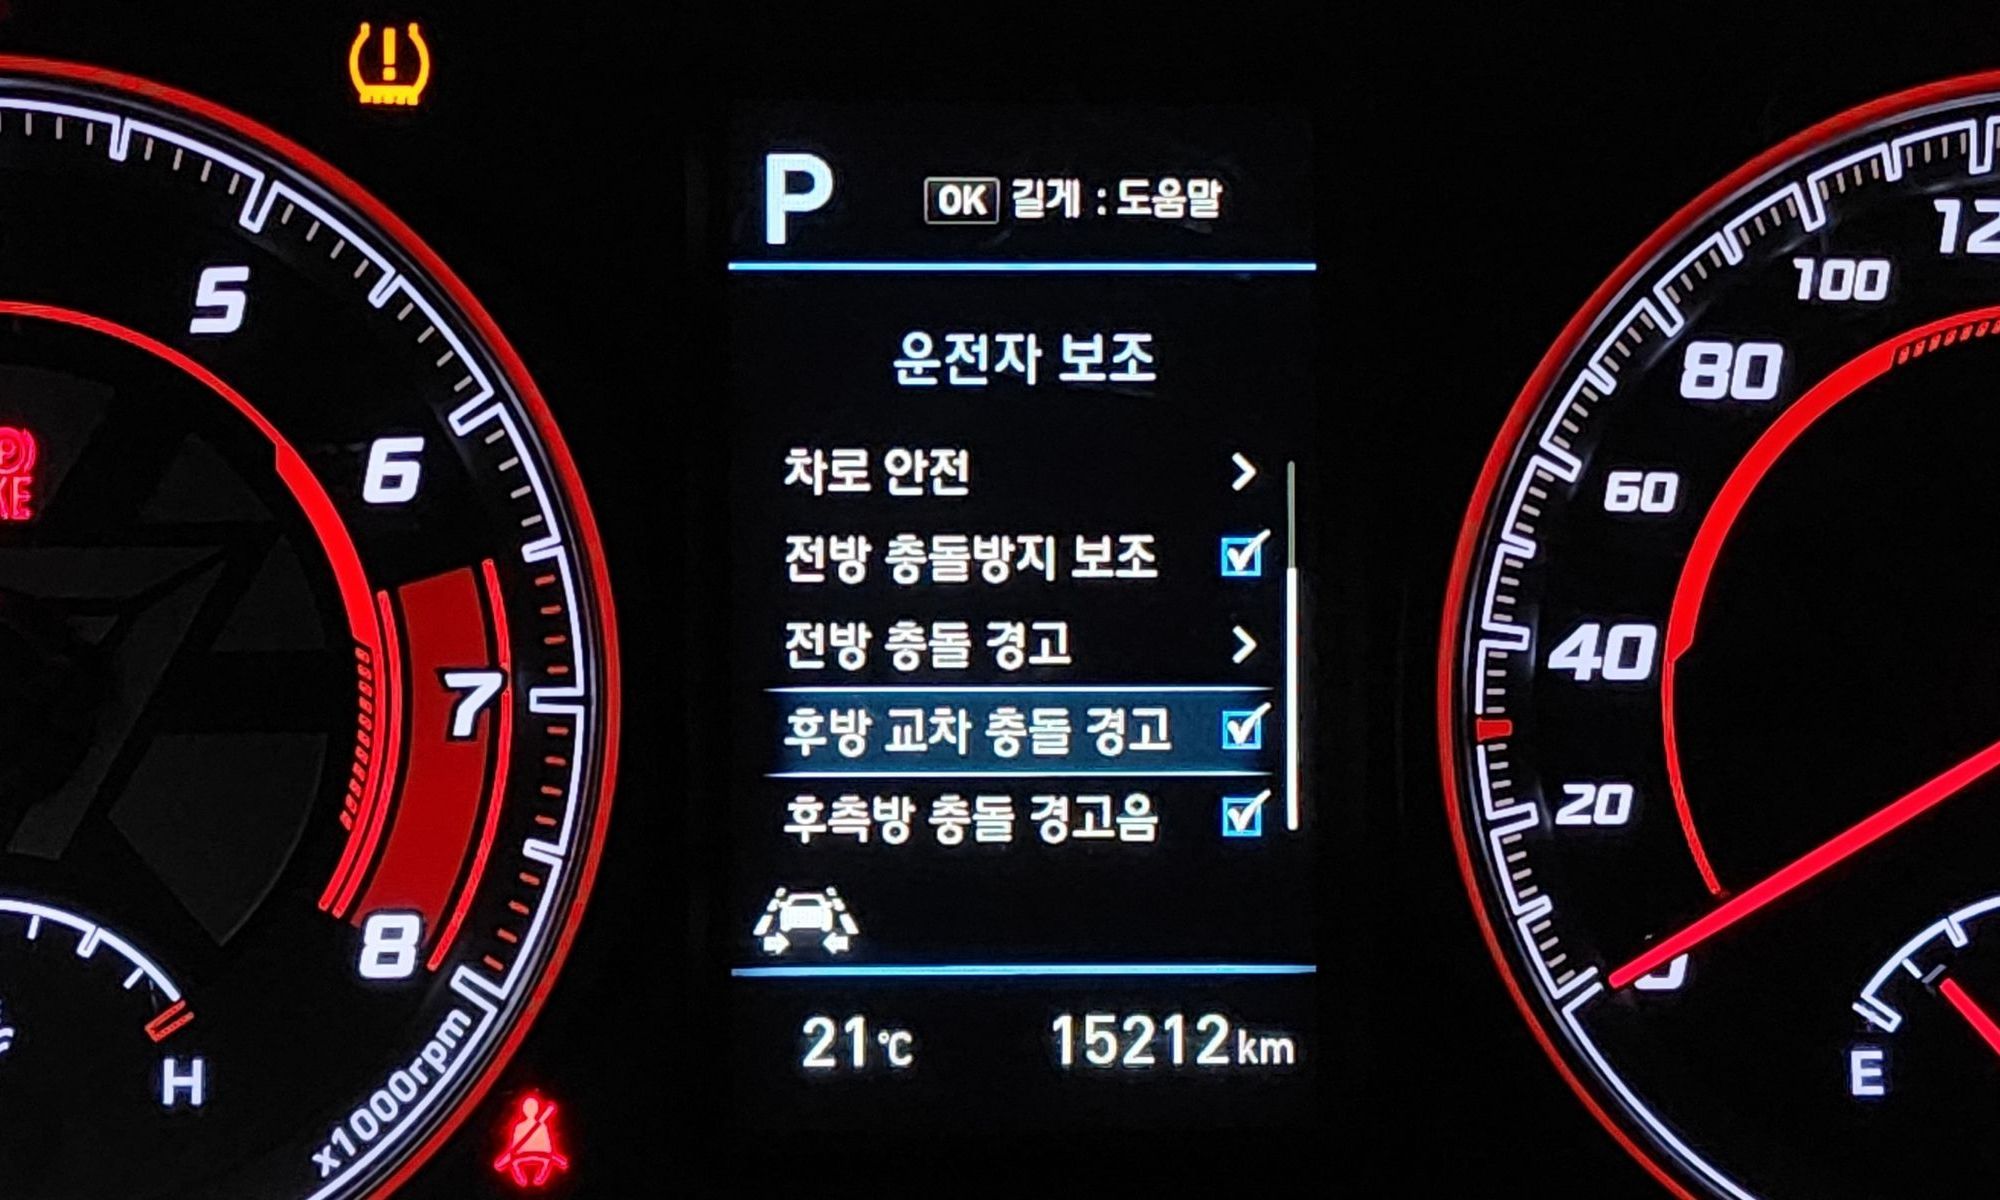 P
OK 길게 : 도움말
운전자 보조
차로 안전
전방 충돌방지 보조
전방 충돌 경고
후방 교차 충돌 경고
후측방 충돌 경고음
21℃ 15212km
5
6
7
8
x1000rpm
H
0
20
40
60
80
100
E